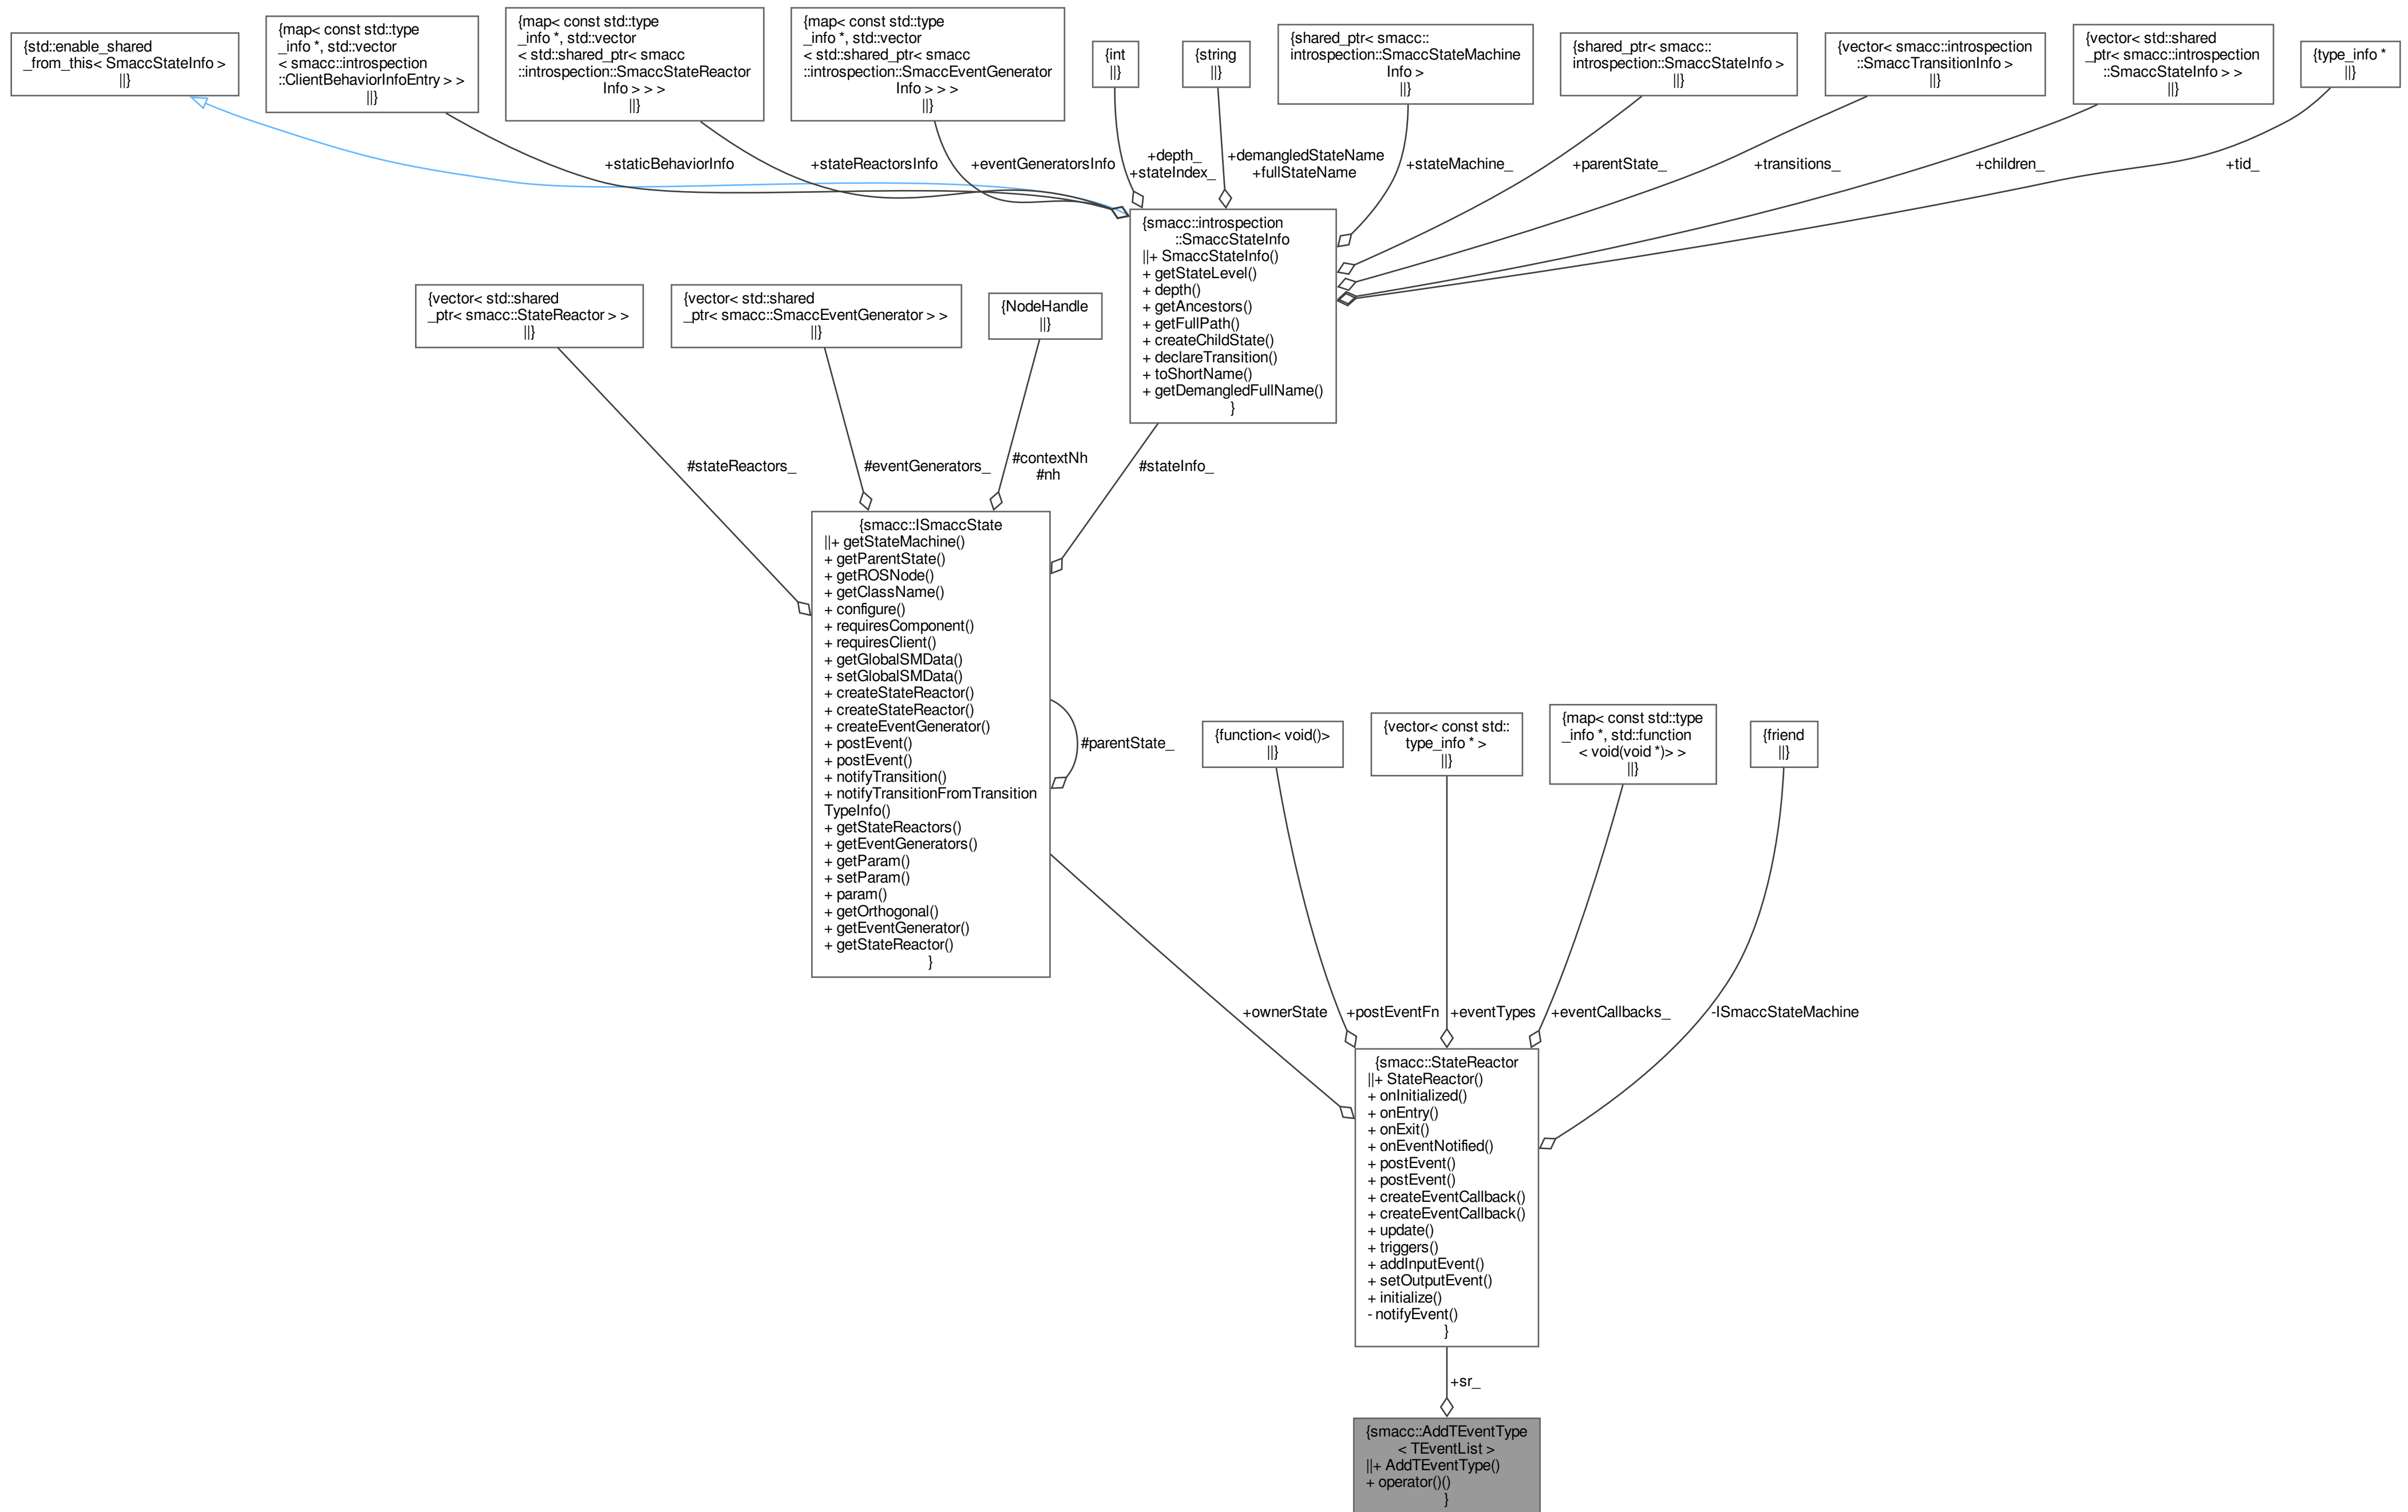 {std::enable_shared
_from_this< SmaccStateInfo >
||}
{map< const std::type
_info *, std::vector
< smacc::introspection
::ClientBehaviorInfoEntry > >
||}
{map< const std::type
_info *, std::vector
< std::shared_ptr< smacc
::introspection::SmaccStateReactor
Info > > >
||}
{map< const std::type
_info *, std::vector
< std::shared_ptr< smacc
::introspection::SmaccEventGenerator
Info > > >
||}
{int
||}
{string
||}
{shared_ptr< smacc::
introspection::SmaccStateMachine
Info >
||}
{shared_ptr< smacc::
introspection::SmaccStateInfo >
||}
{vector< smacc::introspection
::SmaccTransitionInfo >
||}
{vector< std::shared
_ptr< smacc::introspection
::SmaccStateInfo > >
||}
{type_info *
||}
+staticBehaviorInfo
+stateReactorsInfo
+eventGeneratorsInfo
+depth_
+stateIndex_
+demangledStateName
+fullStateName
+stateMachine_
+parentState_
+transitions_
+children_
+tid_
{smacc::introspection
::SmaccStateInfo
||+ SmaccStateInfo()
+ getStateLevel()
+ depth()
+ getAncestors()
+ getFullPath()
+ createChildState()
+ declareTransition()
+ toShortName()
+ getDemangledFullName()
}
{vector< std::shared
_ptr< smacc::StateReactor > >
||}
{vector< std::shared
_ptr< smacc::SmaccEventGenerator > >
||}
{NodeHandle
||}
#stateReactors_
#eventGenerators_
#contextNh
#nh
#stateInfo_
{smacc::ISmaccState
||+ getStateMachine()
+ getParentState()
+ getROSNode()
+ getClassName()
+ configure()
+ requiresComponent()
+ requiresClient()
+ getGlobalSMData()
+ setGlobalSMData()
+ createStateReactor()
+ createStateReactor()
+ createEventGenerator()
+ postEvent()
+ postEvent()
+ notifyTransition()
+ notifyTransitionFromTransition
TypeInfo()
+ getStateReactors()
+ getEventGenerators()
+ getParam()
+ setParam()
+ param()
+ getOrthogonal()
+ getEventGenerator()
+ getStateReactor()
}
#parentState_
{function< void()>
||}
{vector< const std::
type_info * >
||}
{map< const std::type
_info *, std::function
< void(void *)> >
||}
{friend
||}
+ownerState
+postEventFn
+eventTypes
+eventCallbacks_
-ISmaccStateMachine
{smacc::StateReactor
||+ StateReactor()
+ onInitialized()
+ onEntry()
+ onExit()
+ onEventNotified()
+ postEvent()
+ postEvent()
+ createEventCallback()
+ createEventCallback()
+ update()
+ triggers()
+ addInputEvent()
+ setOutputEvent()
+ initialize()
- notifyEvent()
}
+sr_
{smacc::AddTEventType
< TEventList >
||+ AddTEventType()
+ operator()()
}